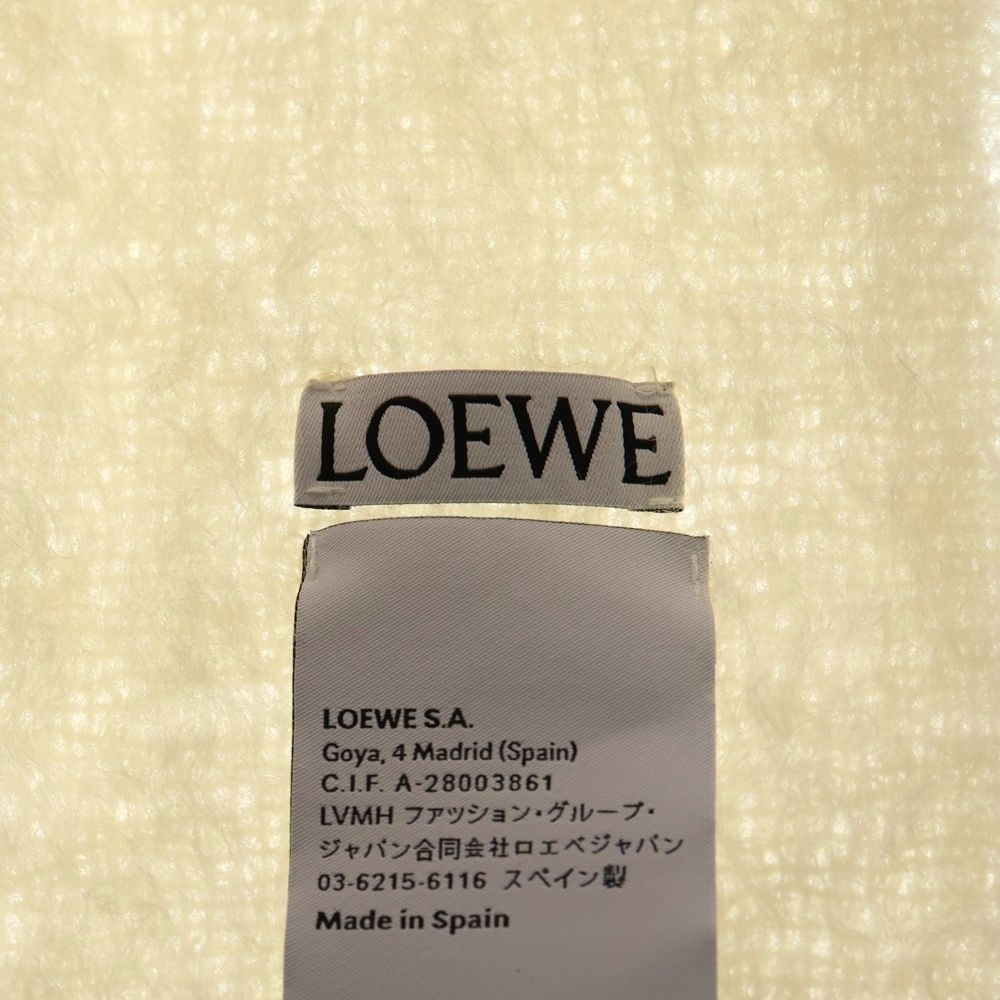 LOEWE
LOEWE S.A.
Goya, 4 Madrid (Spain)
C.I.F. A-28003861
LVMH ファッション・グループ・
ジャパン合同会社ロエベジャパン
03-6215-6116 スペイン製
Made in Spain